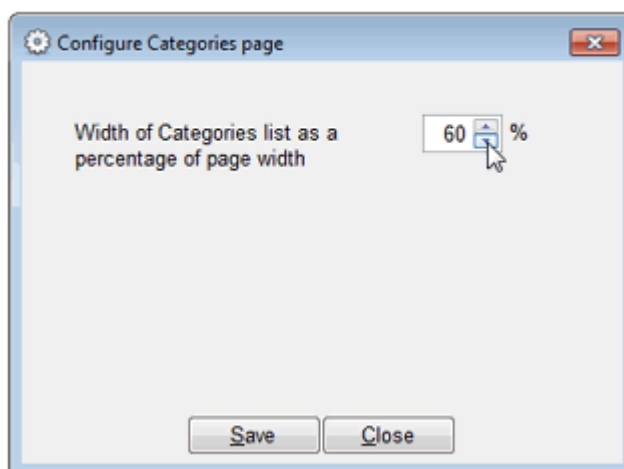 Configure Categories page
Width of Categories list as a 60 %
percentage of page width
Save Close